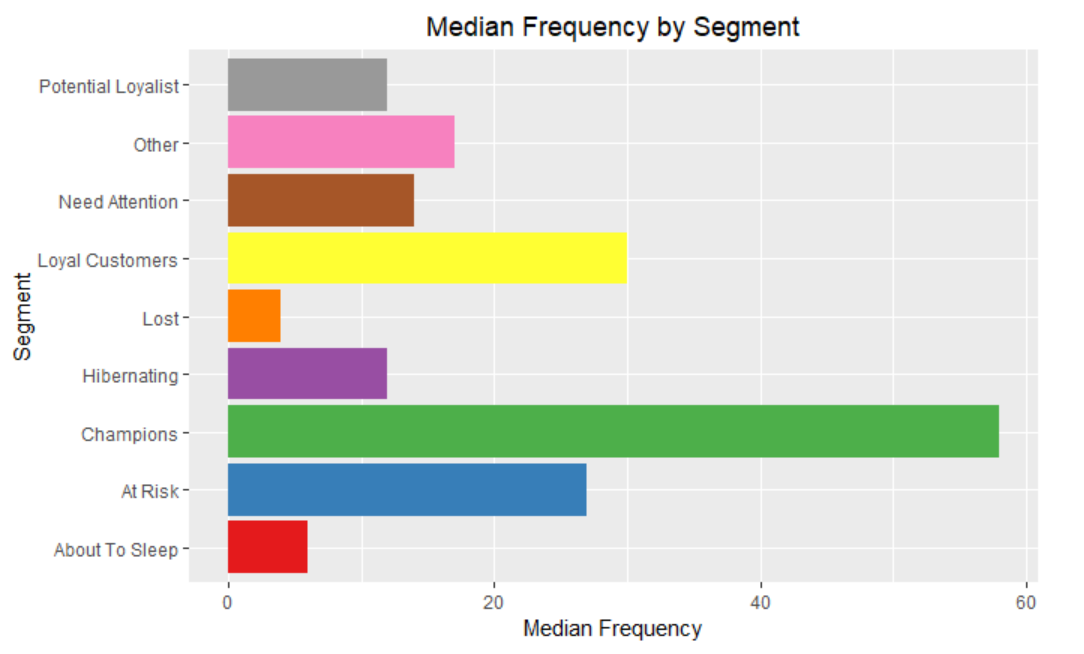 Median Frequency by Segment
Segment
Potential Loyalist
Other
Need Attention
Loyal Customers
Lost
Hibernating
Champions
At Risk
About To Sleep
0 20 40 60
Median Frequency